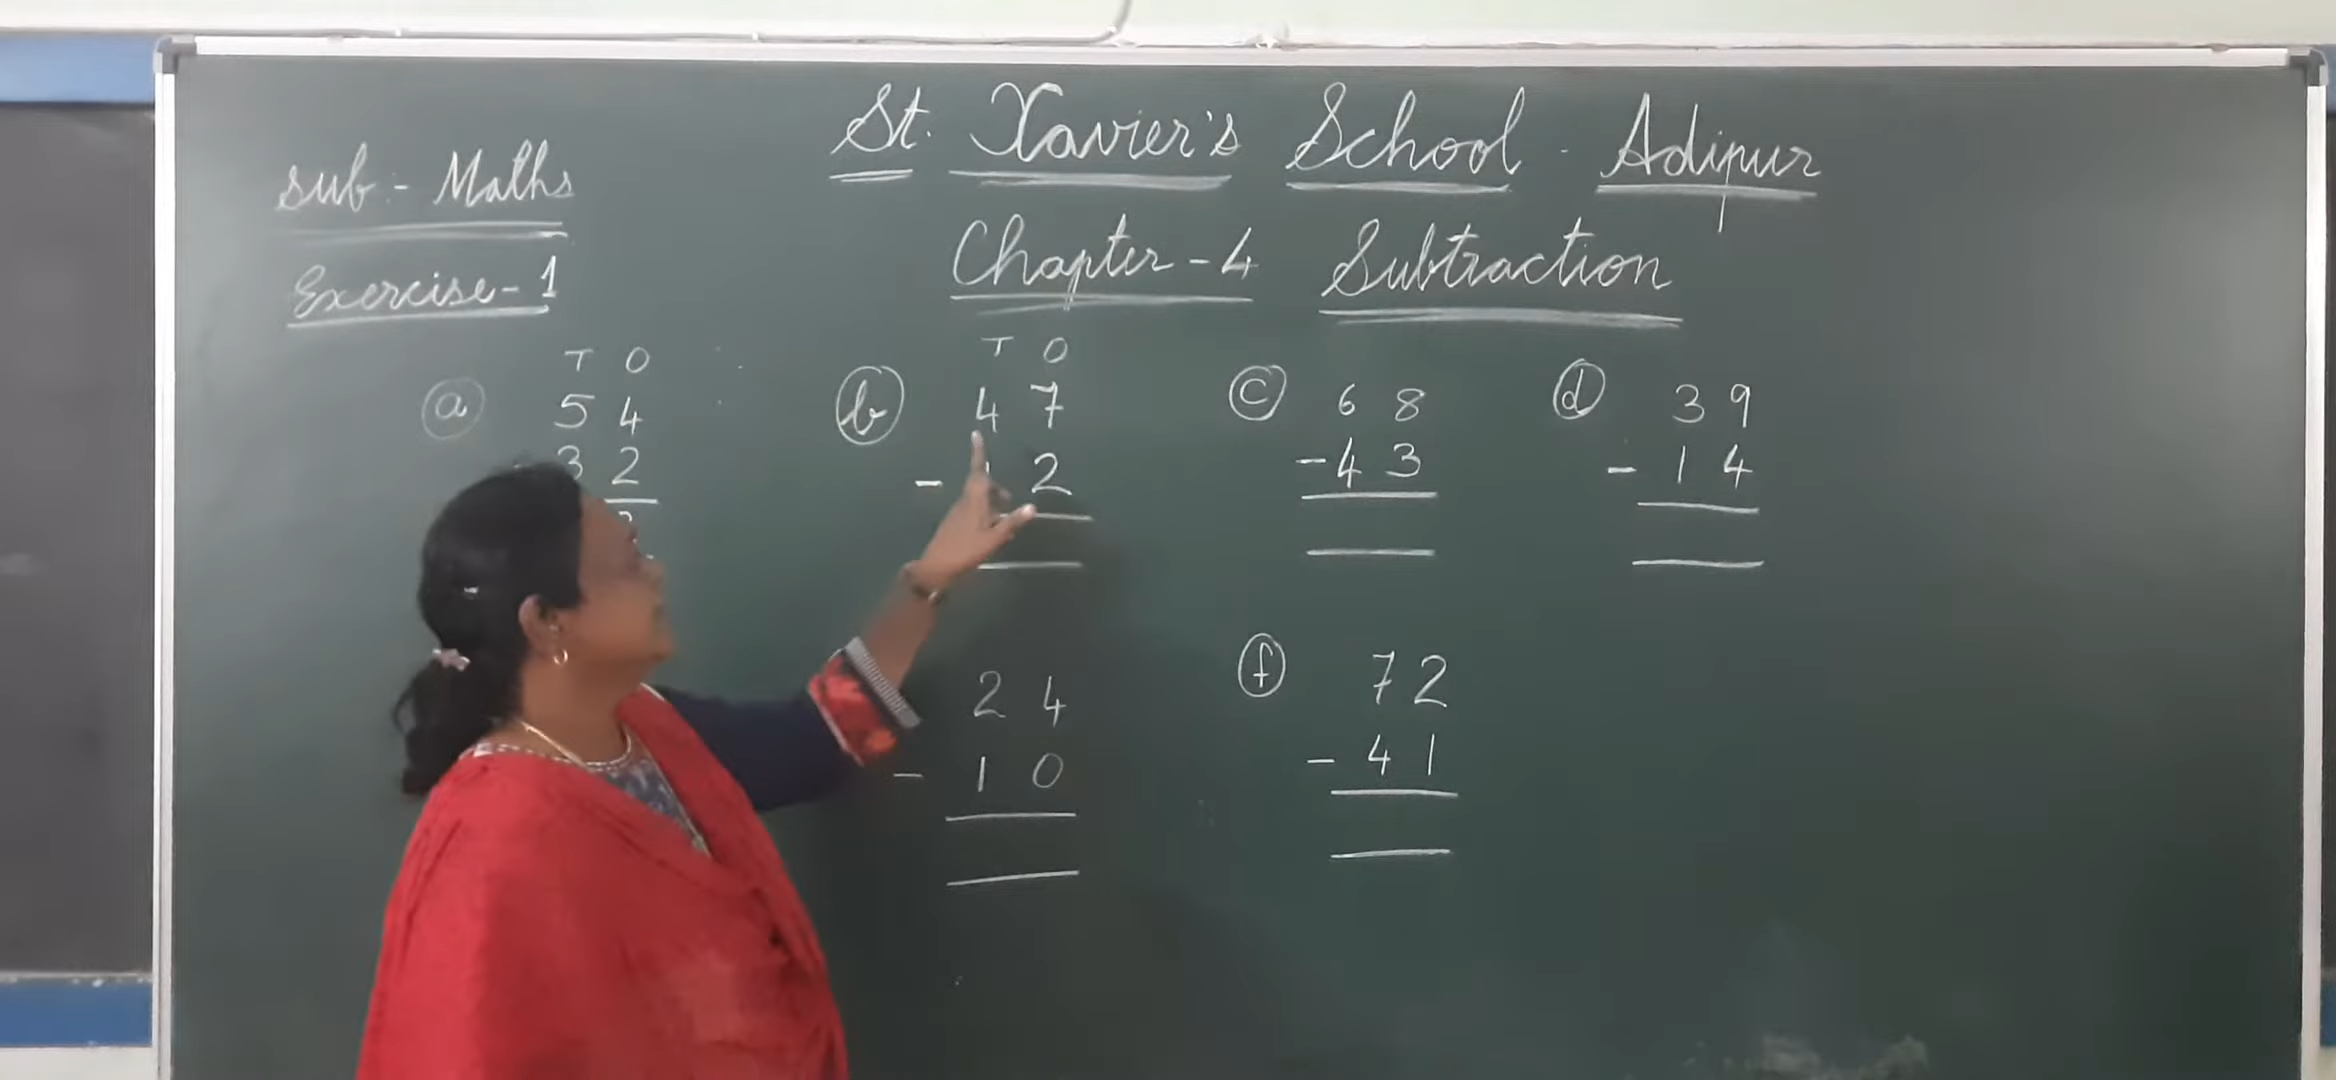 St. Xavier's School - Adipur
sub:- Maths
Chapter-4 Subtraction
Exercise-1
T O
a 5 4
3 2
T O
b 4 7
- 1 2
c 6 8
- 4 3
d 3 9
- 1 4
2 4
- 1 0
f 7 2
- 4 1